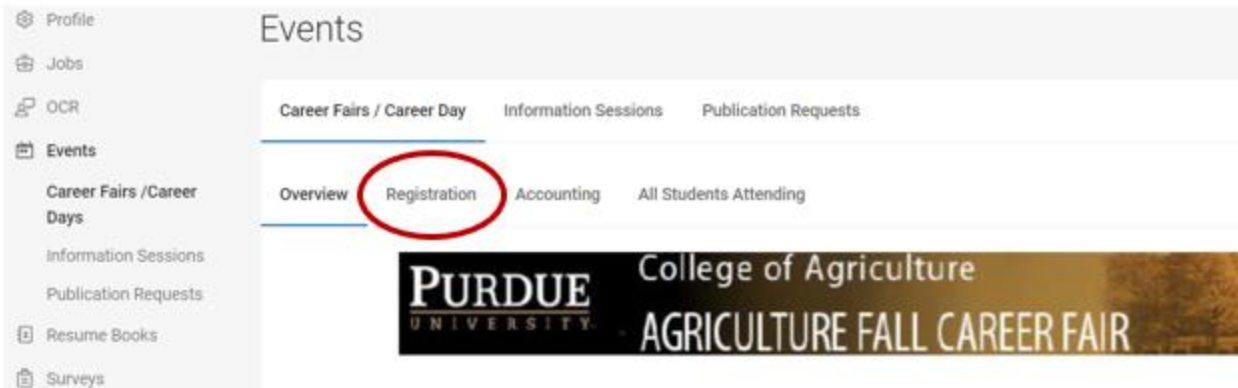 Profile
Jobs
OCR
Events
Career Fairs /Career
Days
Information Sessions
Publication Requests
Resume Books
Surveys
Events
Career Fairs / Career Day Information Sessions Publication Requests
Overview Registration Accounting All Students Attending
PURDUE
UNIVERSITY
College of Agriculture
AGRICULTURE FALL CAREER FAIR